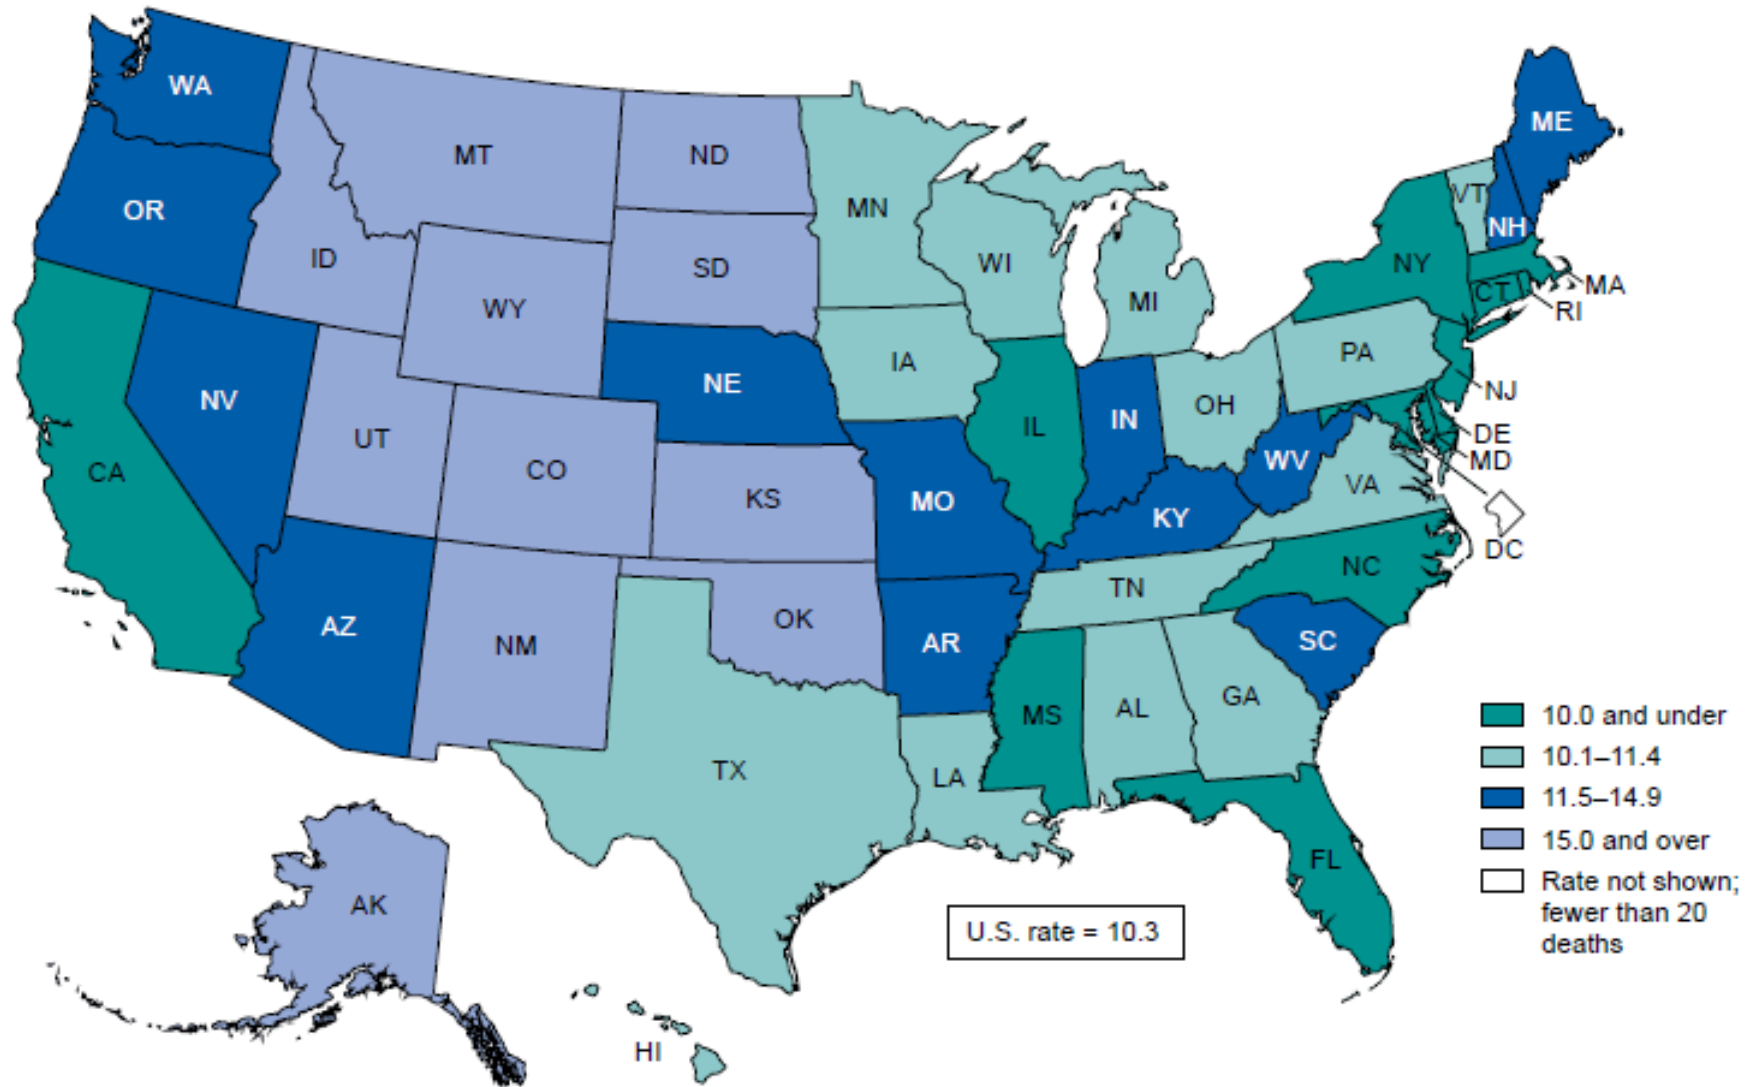 WA
ME
MT
ND
VT
MN
OR
NH
ID
SD
WI
NY
MA
MI
WY
CT
RI
PA
IA
NE
NJ
NV
OH
IN
IL
DE
UT
MD
WV
CO
CA
VA
KS
MO
KY
DC
NC
TN
OK
AZ
SC
NM
AR
GA
AL
MS
10.0 and under
10.1–11.4
TX
LA
11.5–14.9
15.0 and over
FL
Rate not shown;
fewer than 20
deaths
AK
U.S. rate = 10.3
HI
KS